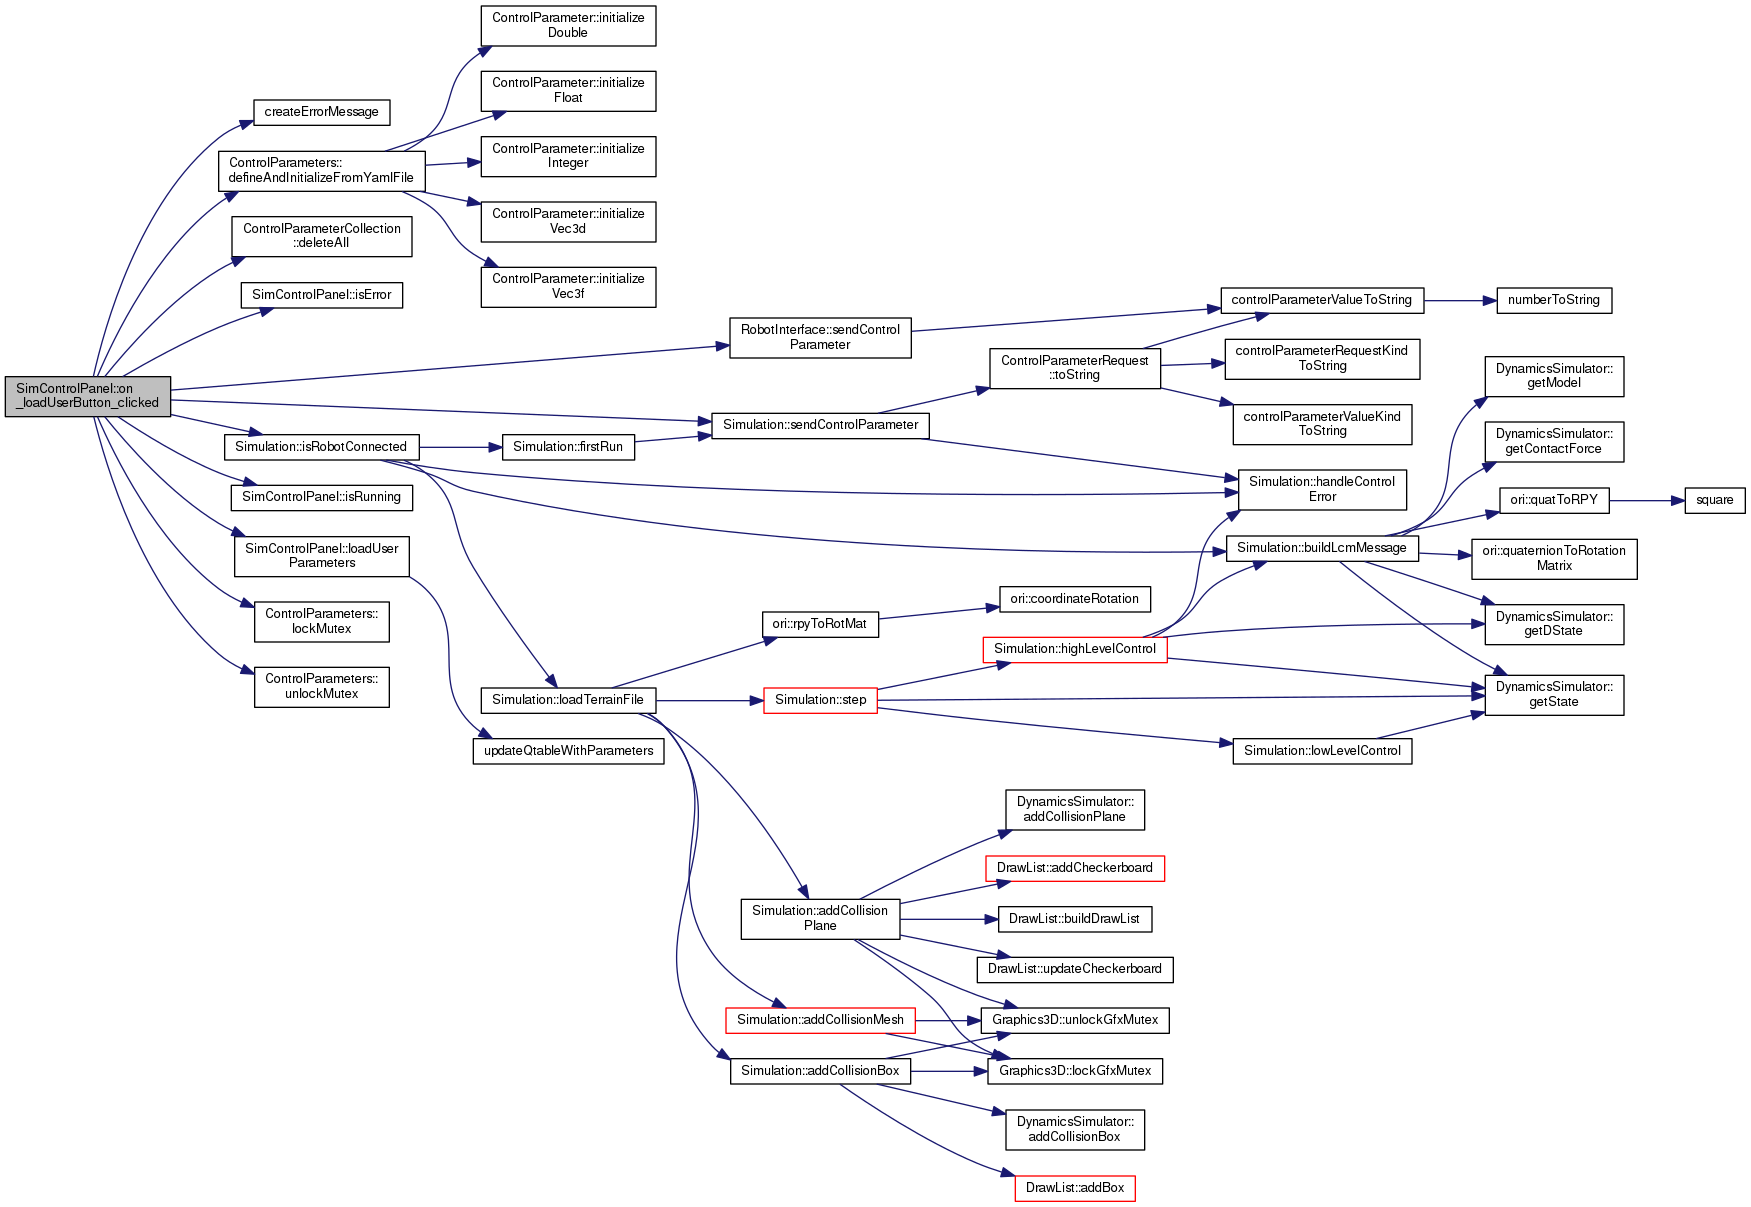 SimControlPanel::on
_loadUserButton_clicked
createErrorMessage
ControlParameters::
defineAndInitializeFromYamlFile
ControlParameterCollection
::deleteAll
SimControlPanel::isError
Simulation::isRobotConnected
SimControlPanel::isRunning
SimControlPanel::loadUser
Parameters
ControlParameters::
lockMutex
ControlParameters::
unlockMutex
ControlParameter::initialize
Double
ControlParameter::initialize
Float
ControlParameter::initialize
Integer
ControlParameter::initialize
Vec3d
ControlParameter::initialize
Vec3f
Simulation::firstRun
Simulation::loadTerrainFile
updateQtableWithParameters
RobotInterface::sendControl
Parameter
Simulation::sendControlParameter
ori::rpyToRotMat
Simulation::step
Simulation::addCollision
Plane
Simulation::addCollisionMesh
Simulation::addCollisionBox
ControlParameterRequest
::toString
ori::coordinateRotation
Simulation::highLevelControl
DynamicsSimulator::
addCollisionPlane
DrawList::addCheckerboard
DrawList::buildDrawList
DrawList::updateCheckerboard
Graphics3D::unlockGfxMutex
Graphics3D::lockGfxMutex
DynamicsSimulator::
addCollisionBox
DrawList::addBox
controlParameterValueToString
controlParameterRequestKind
ToString
controlParameterValueKind
ToString
Simulation::handleControl
Error
Simulation::buildLcmMessage
Simulation::lowLevelControl
numberToString
DynamicsSimulator::
getModel
DynamicsSimulator::
getContactForce
ori::quatToRPY
ori::quaternionToRotation
Matrix
DynamicsSimulator::
getDState
DynamicsSimulator::
getState
square